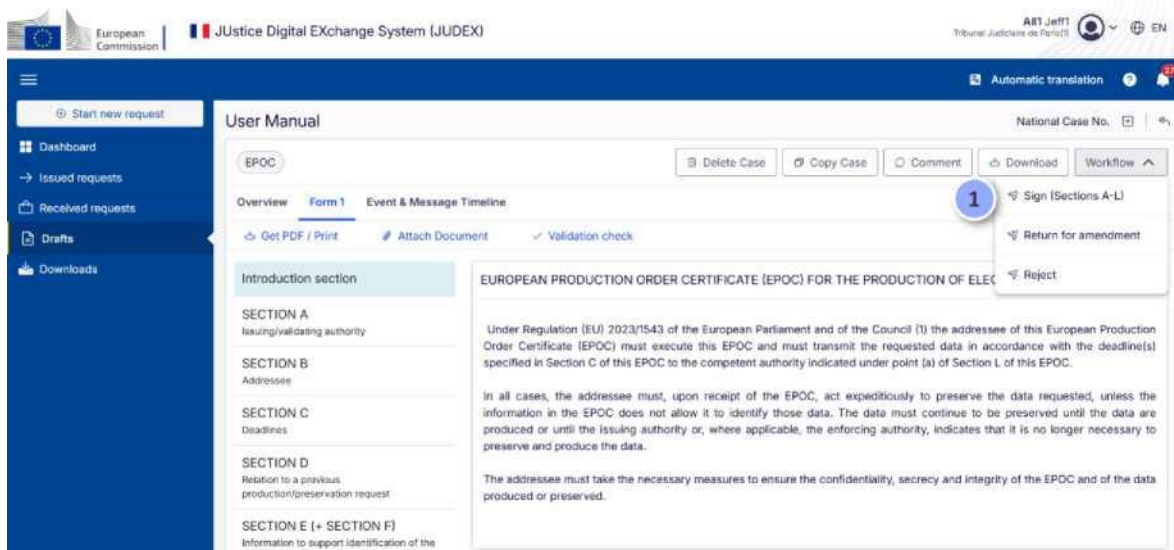 European
Commission
JUstice Digital EXchange System (JUDEX)
All1 Jeff1
Tribunal Judiciaire de Paris(1)
EN
Automatic translation
27
Start new request
User Manual
National Case No.
Dashboard
EPOC
Delete Case
Copy Case
Comment
Download
Workflow
Issued requests
Received requests
Overview
Form 1
Event & Message Timeline
1
Sign (Sections A-L)
Drafts
Get PDF / Print
Attach Document
Validation check
Return for amendment
Downloads
Reject
Introduction section
EUROPEAN PRODUCTION ORDER CERTIFICATE (EPOC) FOR THE PRODUCTION OF ELEC
SECTION A
Issuing/validating authority
SECTION B
Addressee
SECTION C
Deadlines
SECTION D
Relation to a previous
production/preservation request
SECTION E (+ SECTION F)
Information to support identification of the
Under Regulation (EU) 2023/1543 of the European Parliament and of the Council (1) the addressee of this European Production
Order Certificate (EPOC) must execute this EPOC and must transmit the requested data in accordance with the deadline(s)
specified in Section C of this EPOC to the competent authority indicated under point (a) of Section L of this EPOC.
In all cases, the addressee must, upon receipt of the EPOC, act expeditiously to preserve the data requested, unless the
information in the EPOC does not allow it to identify those data. The data must continue to be preserved until the data are
produced or until the issuing authority or, where applicable, the enforcing authority, indicates that it is no longer necessary to
preserve and produce the data.
The addressee must take the necessary measures to ensure the confidentiality, secrecy and integrity of the EPOC and of the data
produced or preserved.